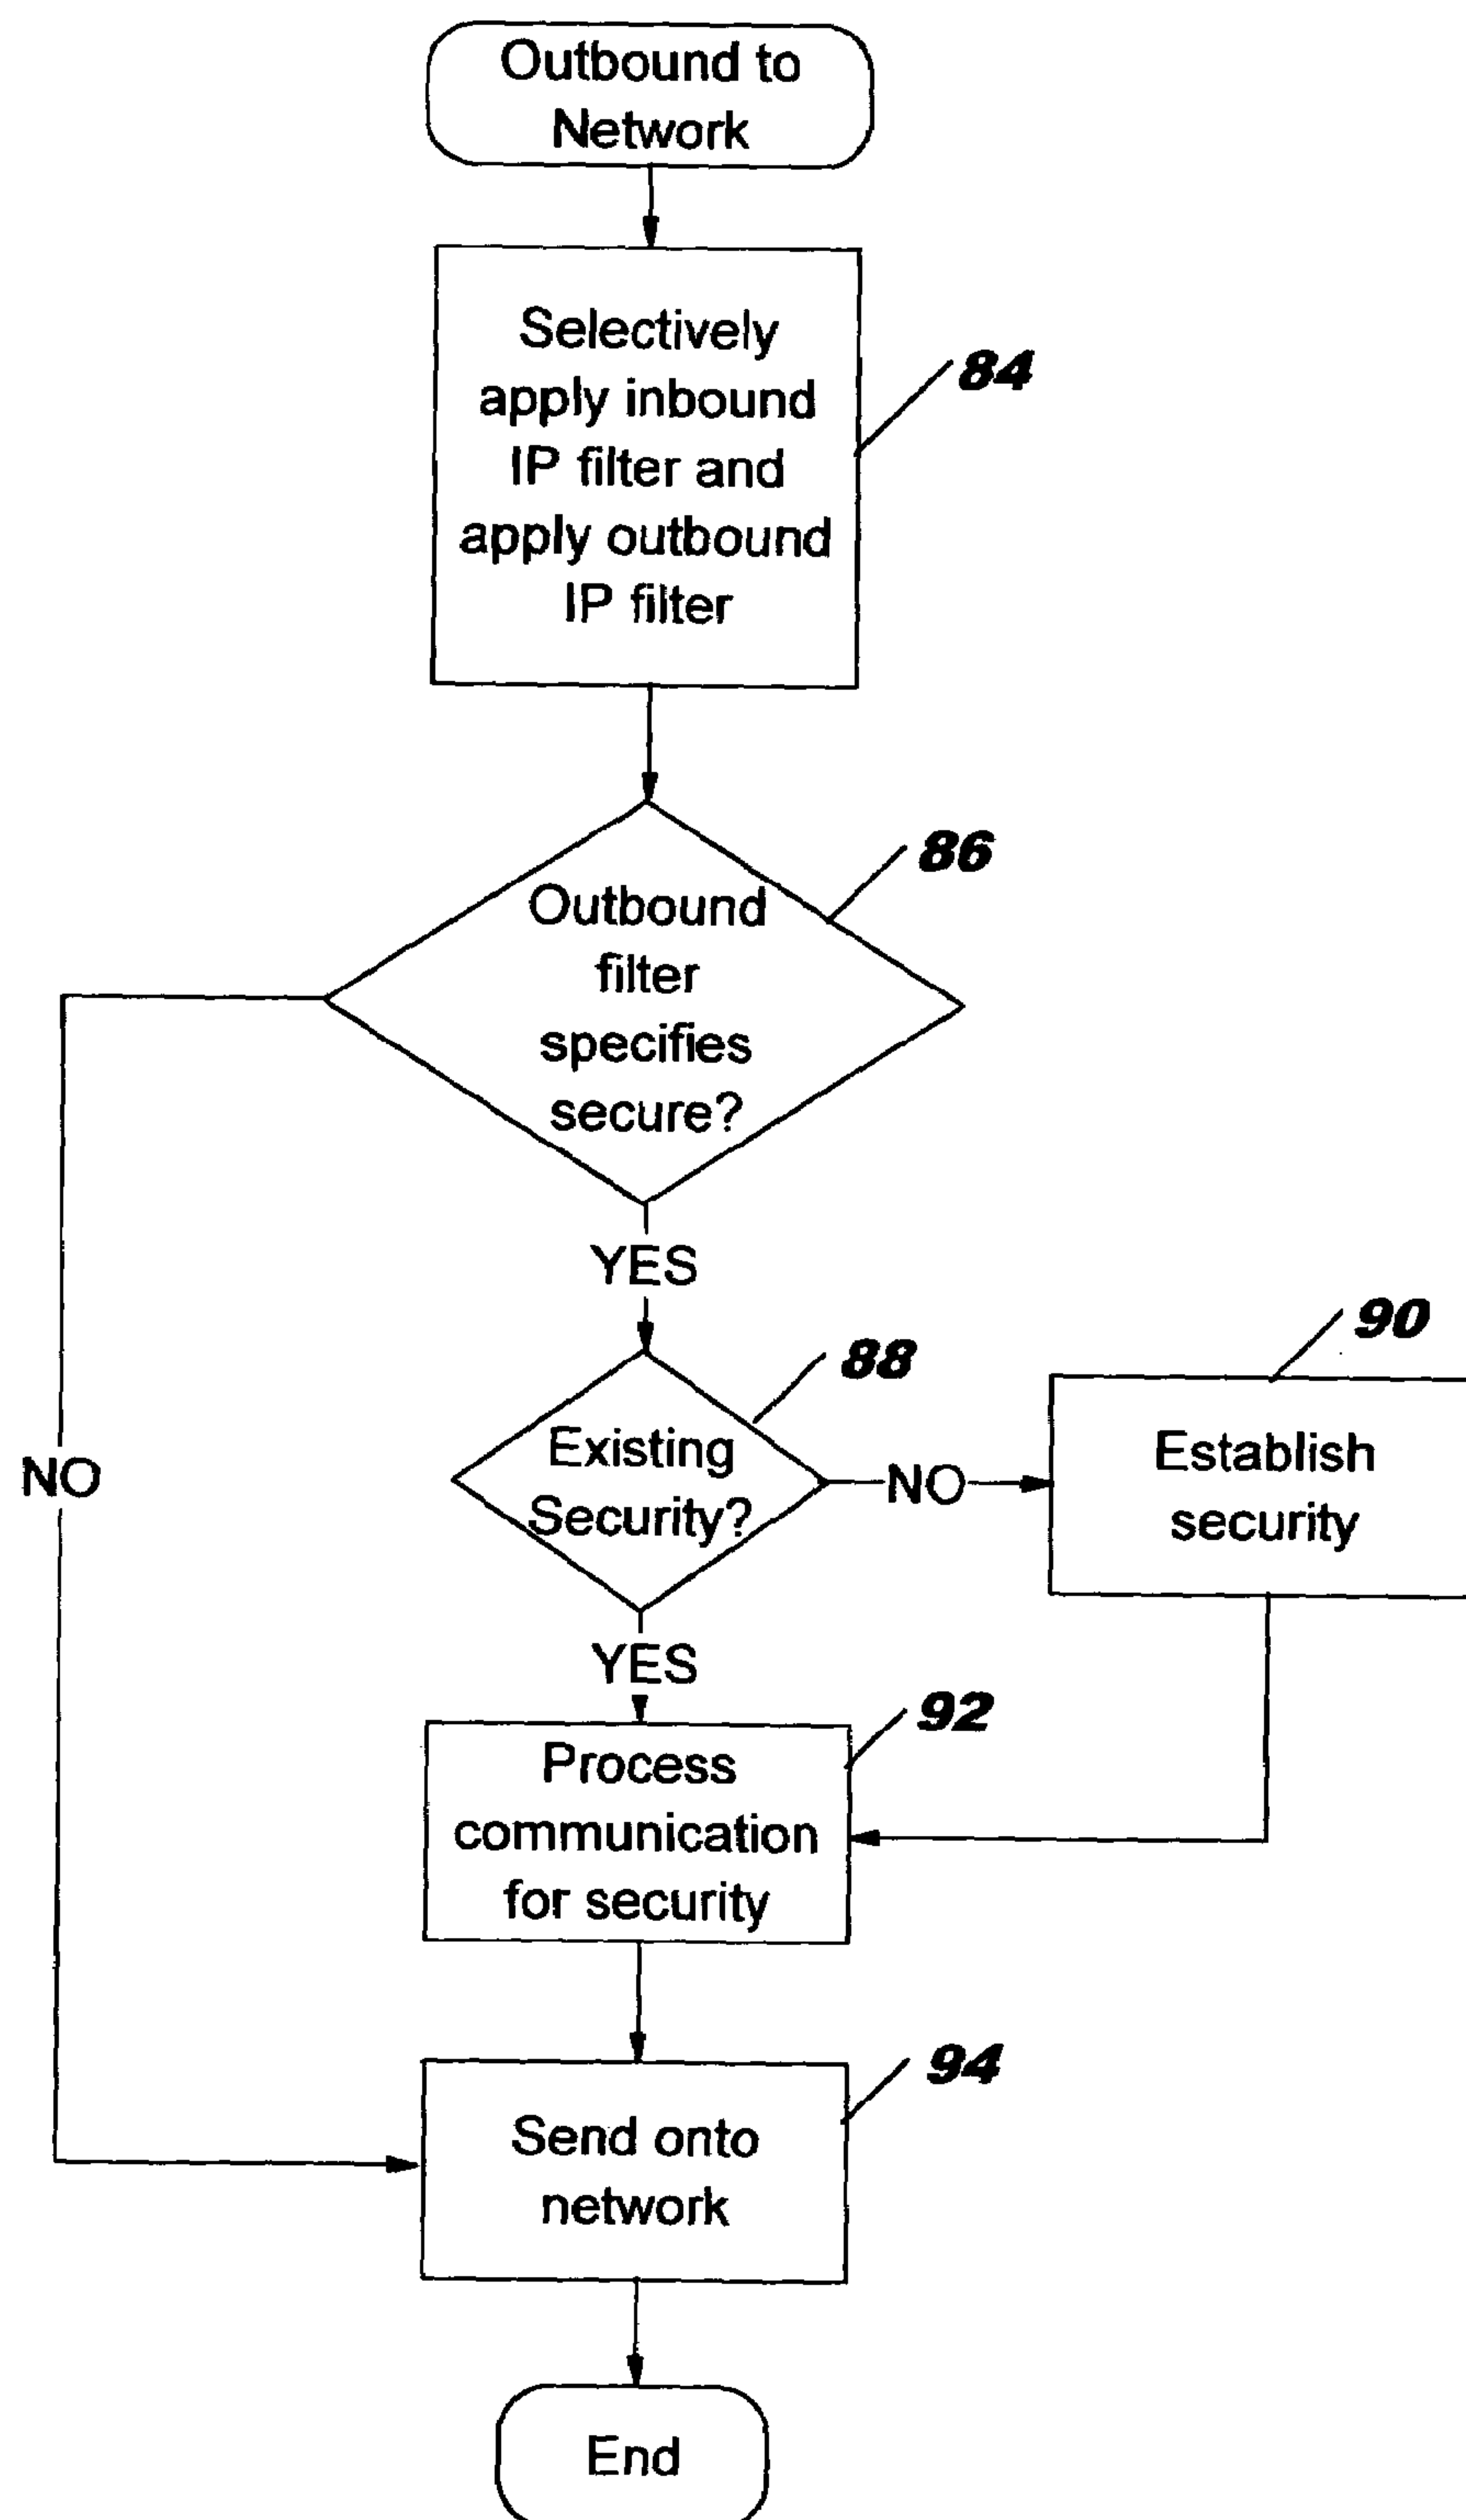 Outbound to
Network
Selectively
apply inbound
IP filter and
apply outbound
IP filter
84
Outbound
filter
specifies
secure?
86
YES
NO
Existing
Security?
88
NO
Establish
security
90
YES
Process
communication
for security
92
Send onto
network
94
End